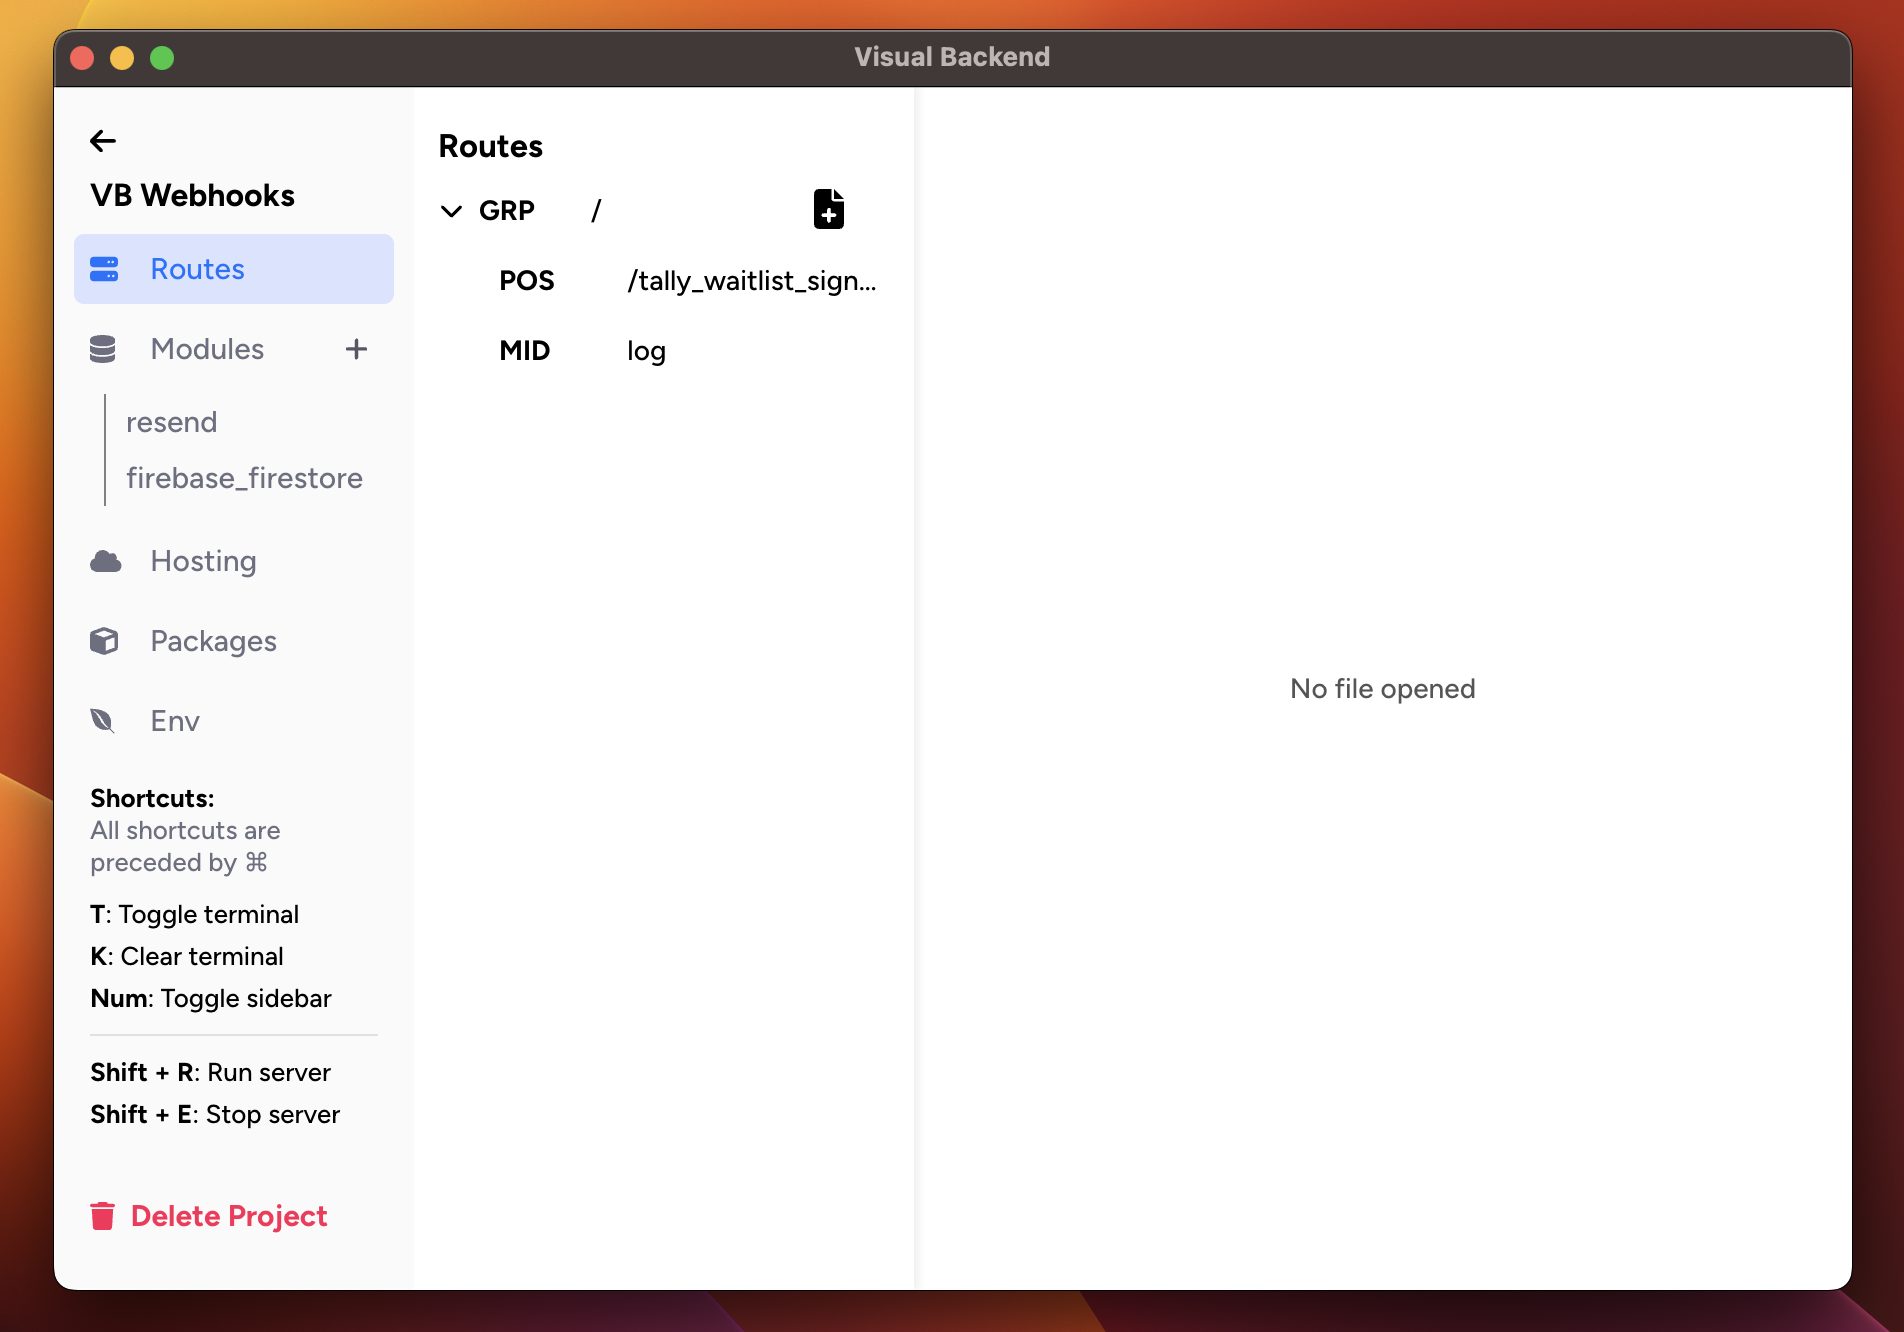 Visual Backend
VB Webhooks
Routes
Modules
resend
firebase_firestore
Hosting
Packages
Env
Shortcuts:
All shortcuts are
preceded by ⌘
T: Toggle terminal
K: Clear terminal
Num: Toggle sidebar
Shift + R: Run server
Shift + E: Stop server
Delete Project
Routes
GRP /
POS /tally_waitlist_sign...
MID log
No file opened